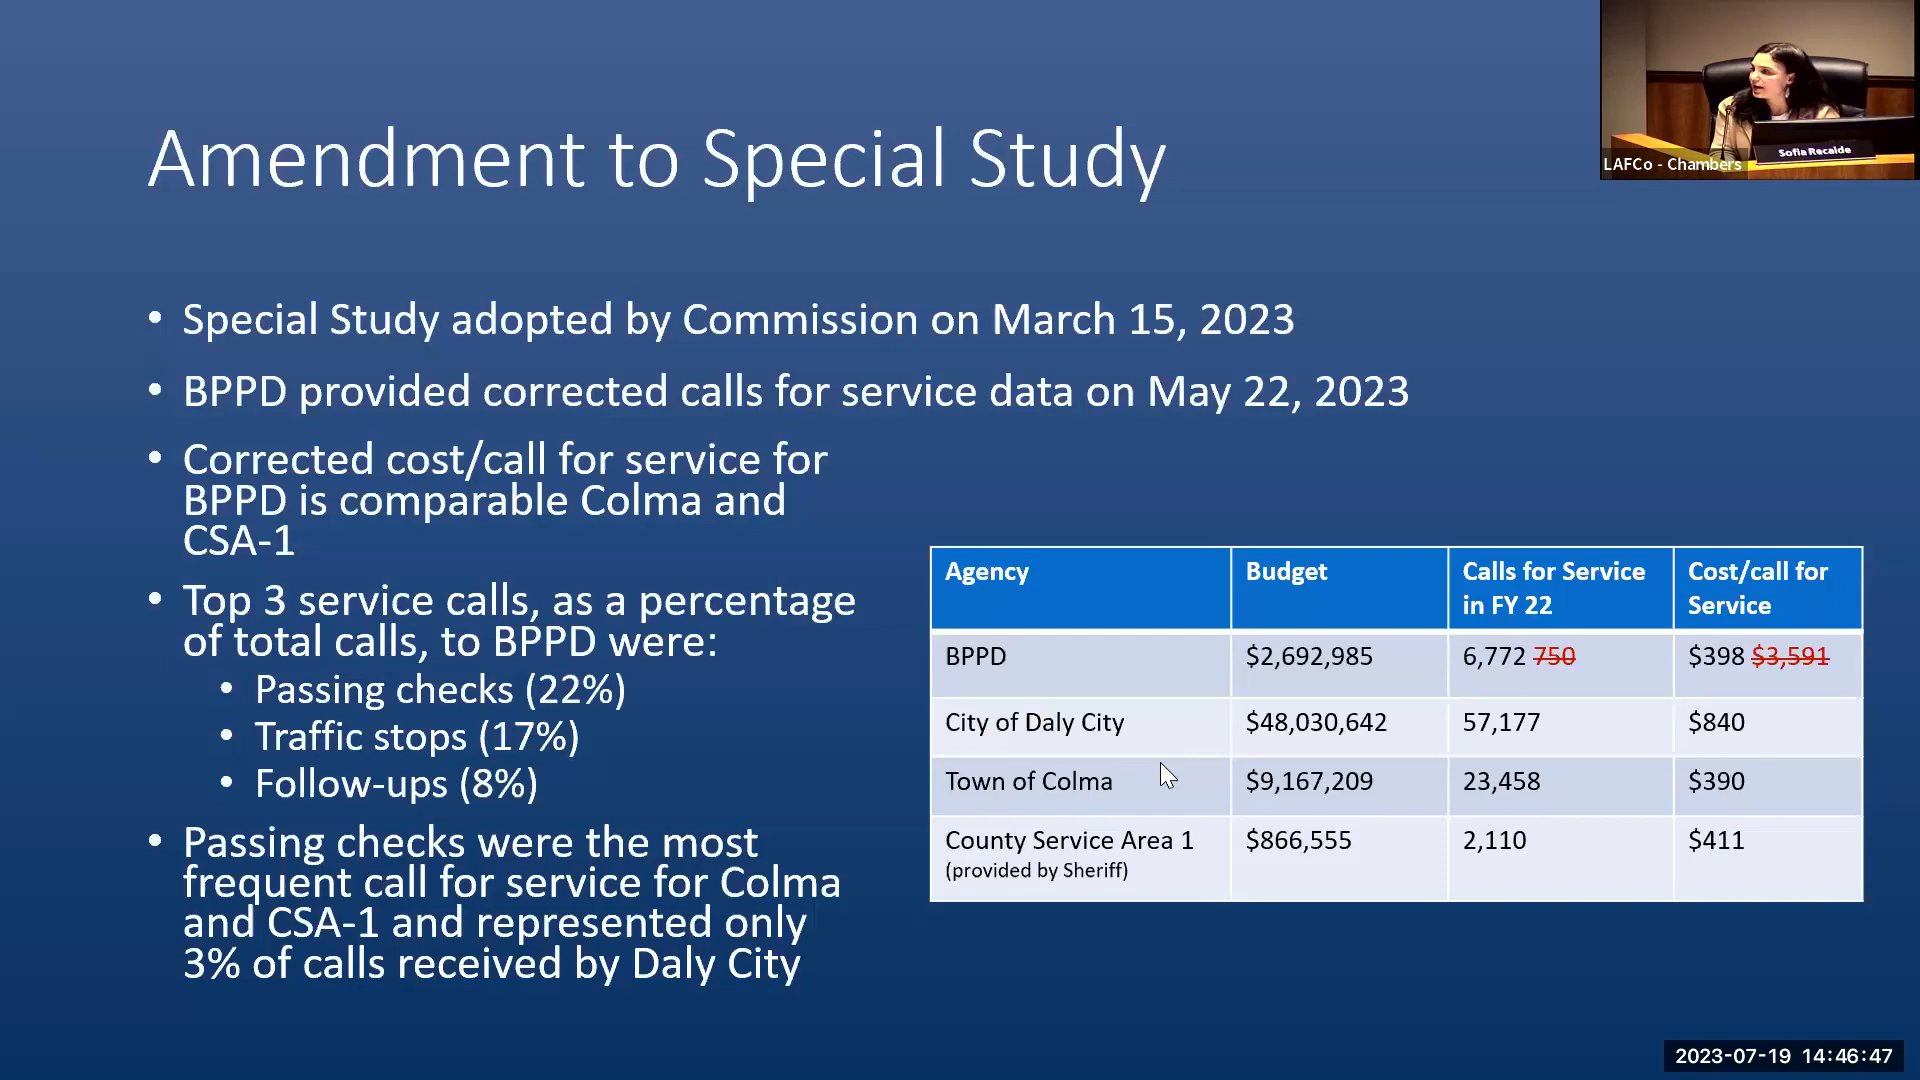 Amendment to Special Study
Sofia Recalde
LAFCo - Chambers
• Special Study adopted by Commission on March 15, 2023
• BPPD provided corrected calls for service data on May 22, 2023
• Corrected cost/call for service for
BPPD is comparable Colma and
CSA-1
• Top 3 service calls, as a percentage
of total calls, to BPPD were:
• Passing checks (22%)
• Traffic stops (17%)
• Follow-ups (8%)
• Passing checks were the most
frequent call for service for Colma
and CSA-1 and represented only
3% of calls received by Daly City
Agency Budget Calls for Service in FY 22 Cost/call for Service
BPPD $2,692,985 6,772 750 $398 $3,591
City of Daly City $48,030,642 57,177 $840
Town of Colma $9,167,209 23,458 $390
County Service Area 1 $866,555 2,110 $411
(provided by Sheriff)
2023-07-19 14:46:47